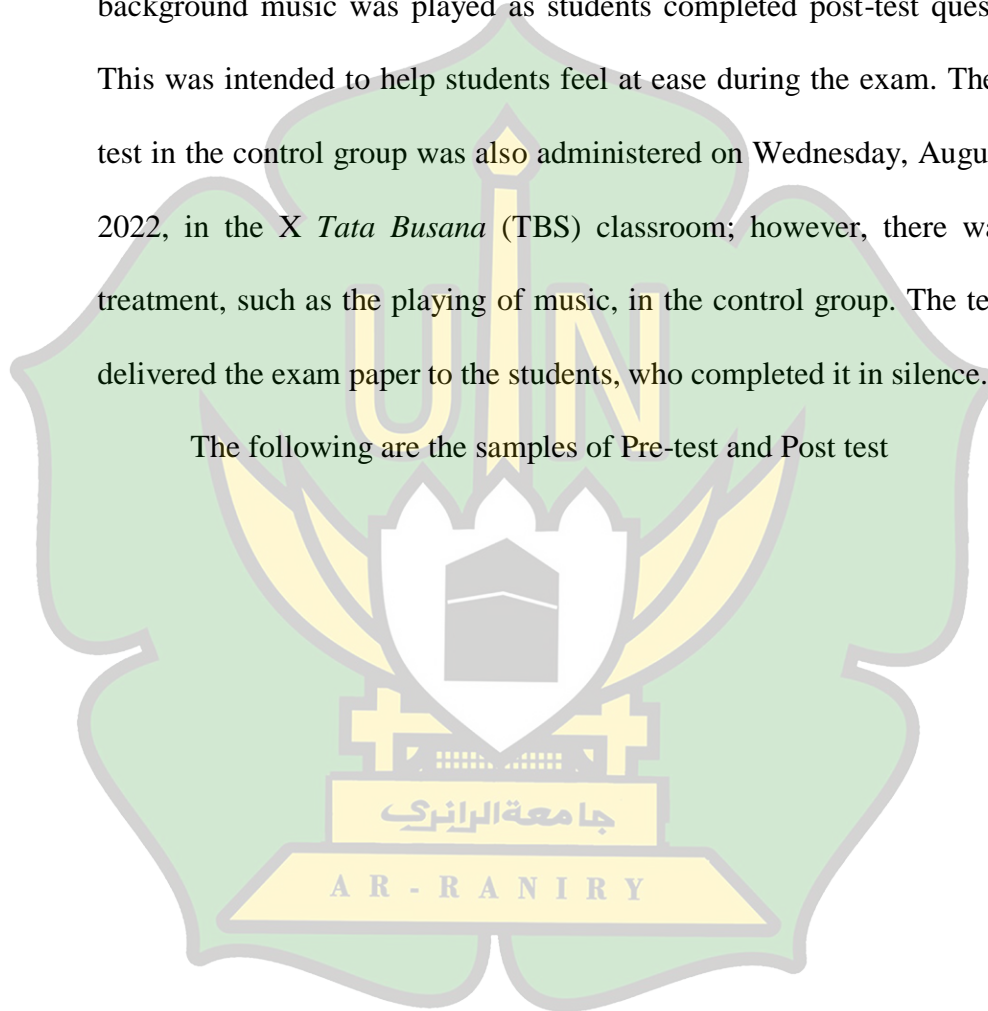 background music was played as students completed post-test ques
This was intended to help students feel at ease during the exam. The
test in the control group was also administered on Wednesday, Augu
2022, in the X Tata Busana (TBS) classroom; however, there wa
treatment, such as the playing of music, in the control group. The te
delivered the exam paper to the students, who completed it in silence.
The following are the samples of Pre-test and Post test
UIN
جامعة الرانري
AR-RANIRY